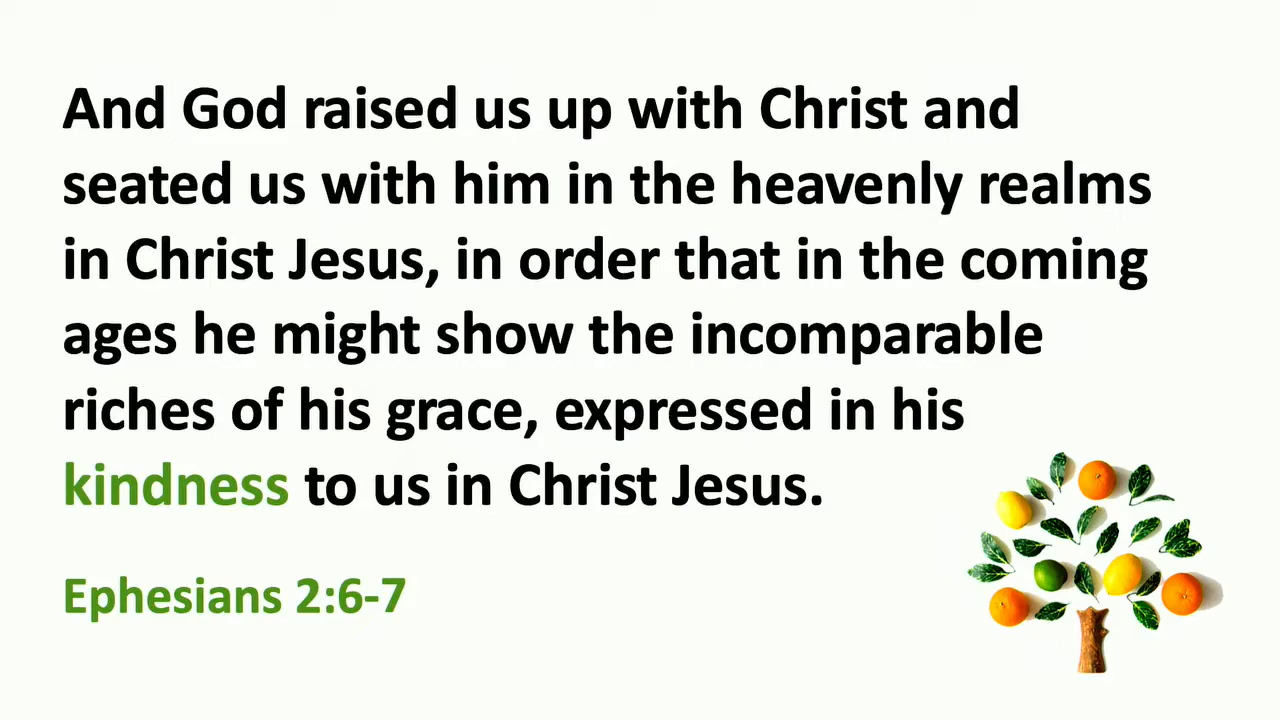 And God raised us up with Christ and
seated us with him in the heavenly realms
in Christ Jesus, in order that in the coming
ages he might show the incomparable
riches of his grace, expressed in his
kindness to us in Christ Jesus.
Ephesians 2:6-7